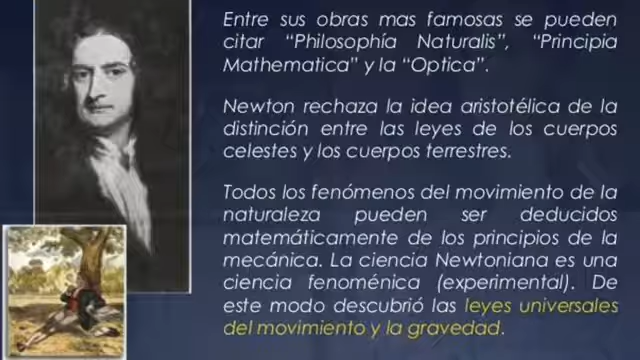 Entre sus obras mas famosas se pueden
citar “Philosophía Naturalis”, “Principia
Mathematica” y la “Optica”.
Newton rechaza la idea aristotélica de la
distinción entre las leyes de los cuerpos
celestes y los cuerpos terrestres.
Todos los fenómenos del movimiento de la
naturaleza pueden ser deducidos
matemáticamente de los principios de la
mecánica. La ciencia Newtoniana es una
ciencia fenoménica (experimental). De
este modo descubrió las leyes universales
del movimiento y la gravedad.